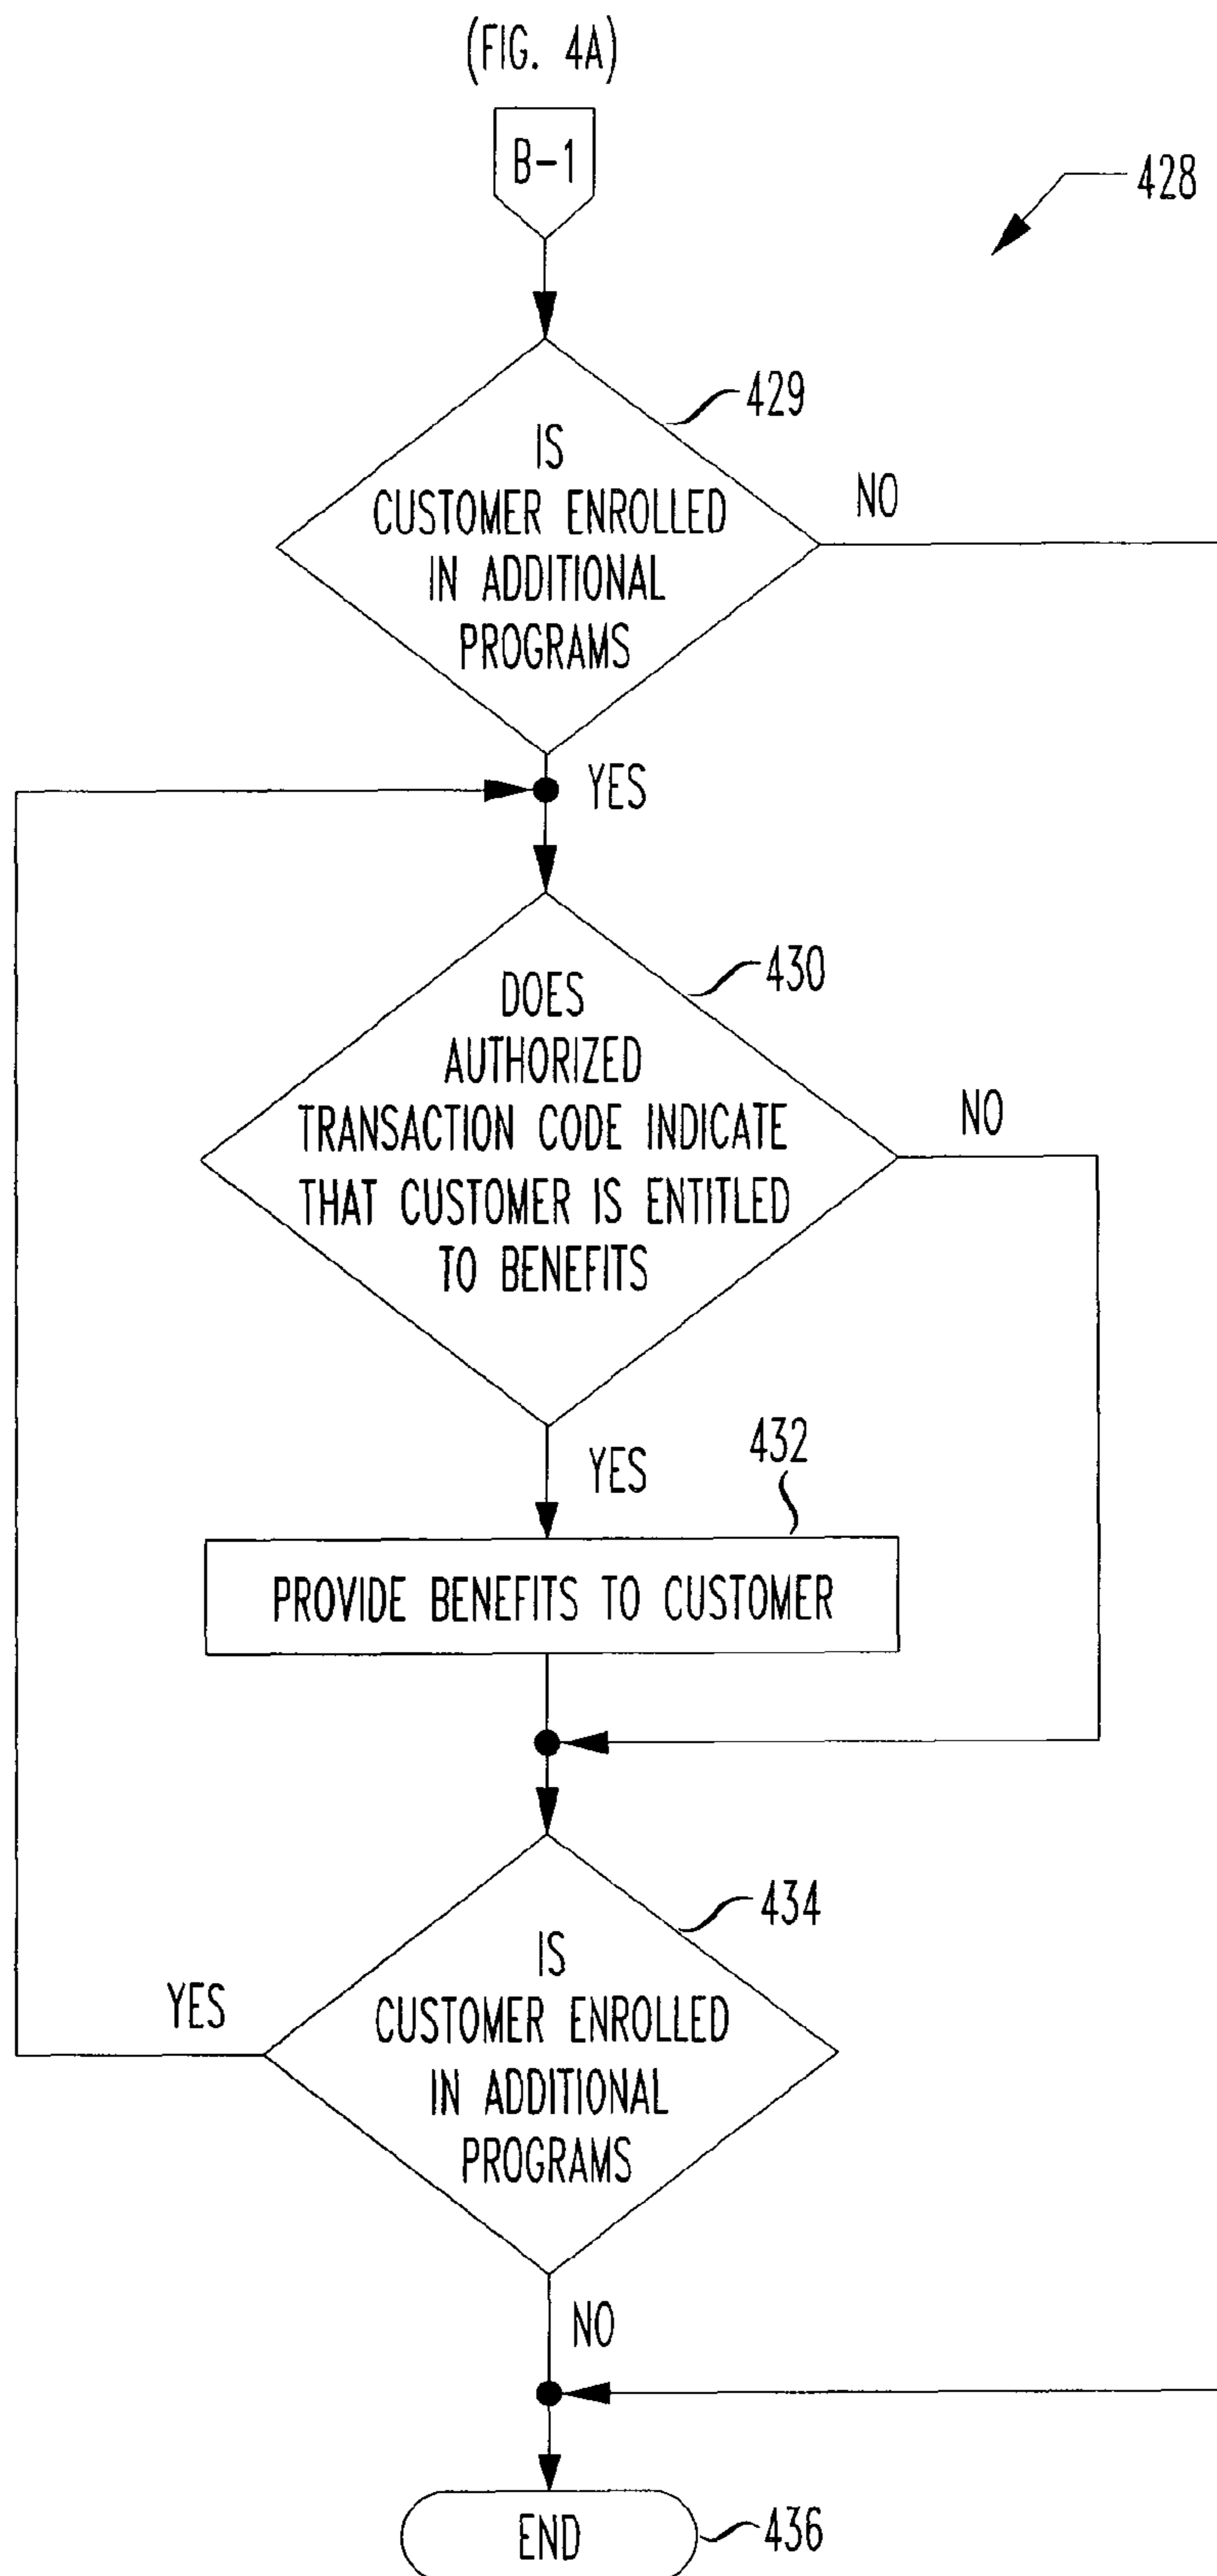 (FIG. 4A)
B-1
428
429
IS
CUSTOMER ENROLLED
IN ADDITIONAL
PROGRAMS
NO
YES
430
DOES
AUTHORIZED
TRANSACTION CODE INDICATE
THAT CUSTOMER IS ENTITLED
TO BENEFITS
NO
YES
432
PROVIDE BENEFITS TO CUSTOMER
434
IS
CUSTOMER ENROLLED
IN ADDITIONAL
PROGRAMS
YES
NO
END
436